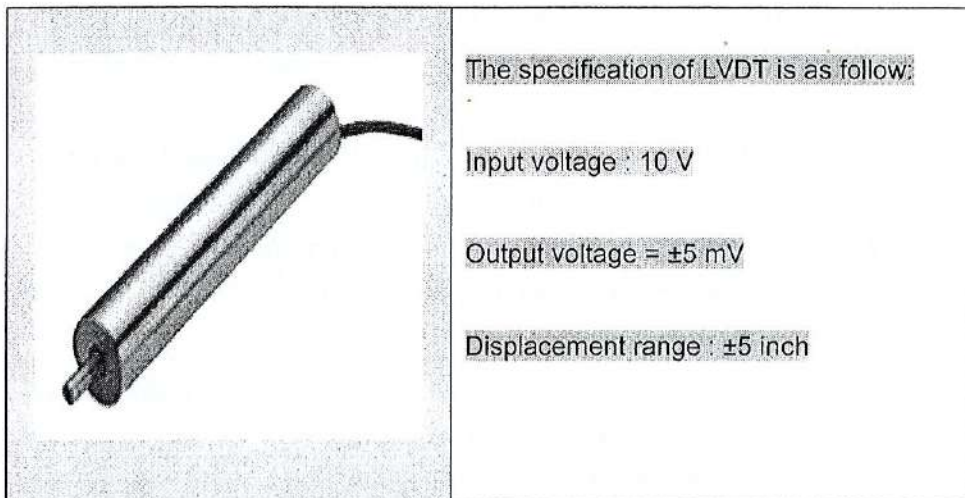 The specification of LVDT is as follow:
Input voltage : 10 V
Output voltage = ±5 mV
Displacement range : ±5 inch